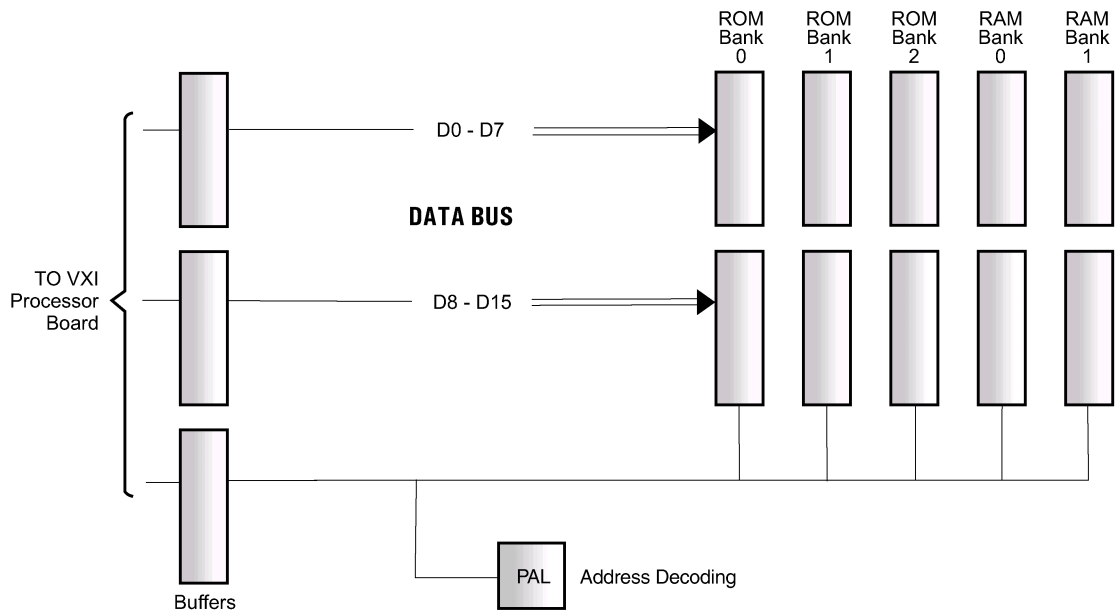 ROM
Bank
0
ROM
Bank
1
ROM
Bank
2
RAM
Bank
0
RAM
Bank
1
D0 - D7
DATA BUS
TO VXI
Processor
Board
D8 - D15
PAL
Address Decoding
Buffers